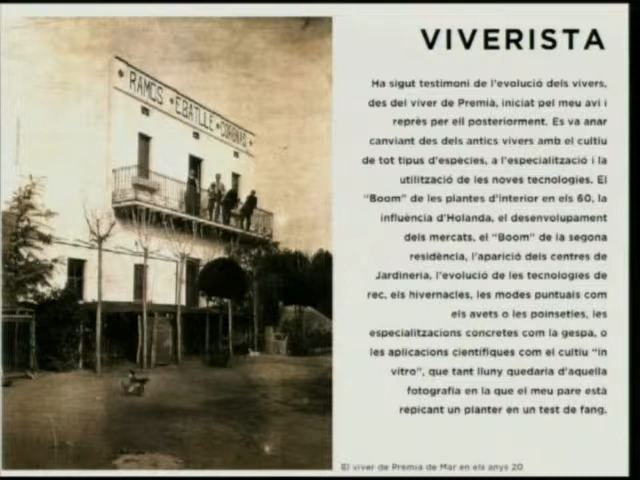 VIVERISTA
Ha sigut testimoni de l'evolució dels vivers,
des del viver de Premià, iniciat pel meu avi i
représ per ell posteriorment. Es va anar
canviant des dels antics vivers amb el cultiu
de tot tipus d'espècies, a l'especialització i la
utilització de les noves tecnologies. El
"Boom" de les plantes d'interior en els 60, la
influència d'Holanda, el desenvolupament
dels mercats, el "Boom" de la segona
residència, l'aparició dels centres de
Jardineria, l'evolució de les tecnologies de
rec, els hivernacles, les modes puntuals com
els avets o les poinseties, les
especialitzacions concretes com la gespa, o
les aplicacions científiques com el cultiu "in
vitro", que tant lluny quedaria d'aquella
fotografia en la que el meu pare està
repicant un planter en un test de fang.
RAMOS • EBATLLE • CORONAS
El viver de Premia de Mar en els anys 20